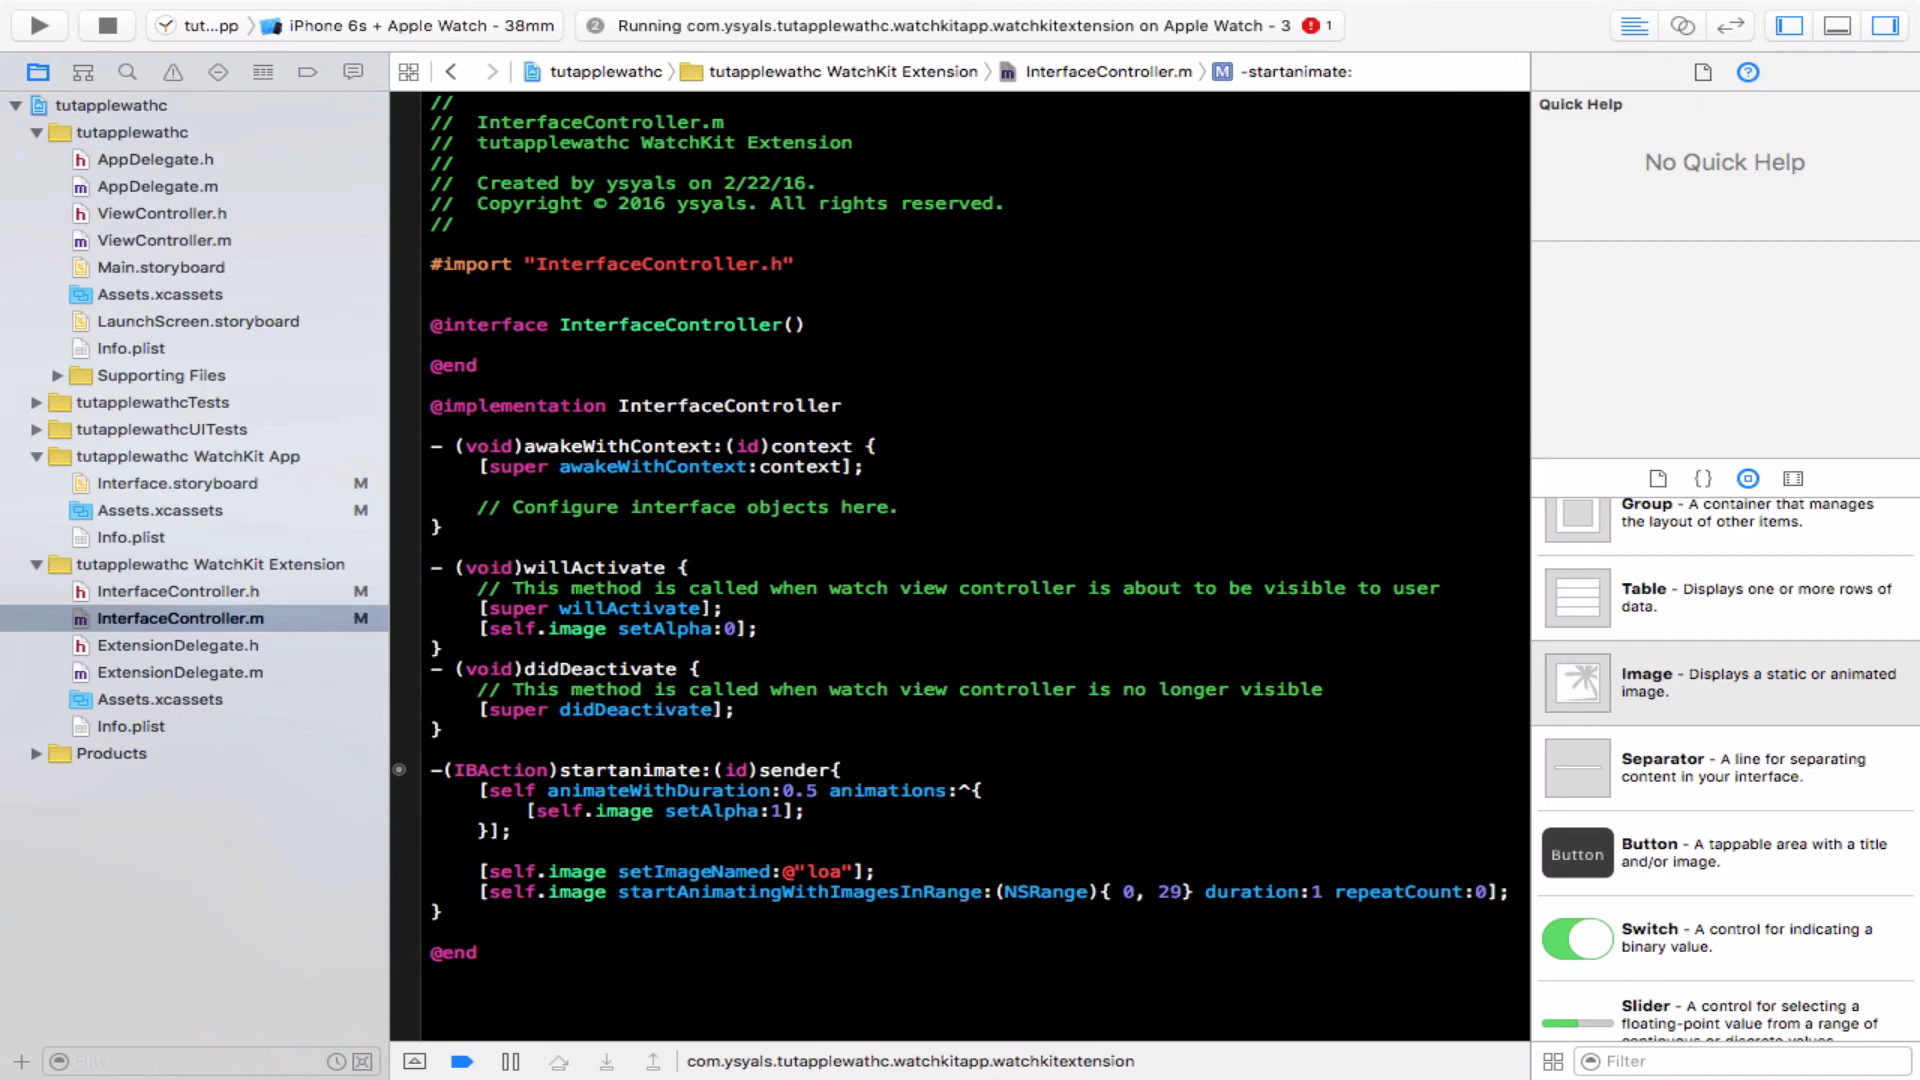 tut...pp
iPhone 6s + Apple Watch - 38mm
2
Running com.ysyals.tutapplewathc.watchkitapp.watchkitextension on Apple Watch - 3
1
tutapplewathc
tutapplewathc WatchKit Extension
InterfaceController.m
M
-startanimate:
tutapplewathc
tutapplewathc
AppDelegate.h
AppDelegate.m
ViewController.h
ViewController.m
Main.storyboard
Assets.xcassets
LaunchScreen.storyboard
Info.plist
Supporting Files
tutapplewathcTests
tutapplewathcUITests
tutapplewathc WatchKit App
Interface.storyboard M
Assets.xcassets M
Info.plist
tutapplewathc WatchKit Extension
InterfaceController.h M
InterfaceController.m M
ExtensionDelegate.h
ExtensionDelegate.m
Assets.xcassets
Info.plist
Products
Filter
//
// InterfaceController.m
// tutapplewathc WatchKit Extension
//
// Created by ysyals on 2/22/16.
// Copyright © 2016 ysyals. All rights reserved.
//
#import "InterfaceController.h"
@interface InterfaceController()
@end
@implementation InterfaceController
- (void)awakeWithContext:(id)context {
[super awakeWithContext:context];
// Configure interface objects here.
}
- (void)willActivate {
// This method is called when watch view controller is about to be visible to user
[super willActivate];
[self.image setAlpha:0];
}
- (void)didDeactivate {
// This method is called when watch view controller is no longer visible
[super didDeactivate];
}
-(IBAction)startanimate:(id)sender{
[self animateWithDuration:0.5 animations:^{
[self.image setAlpha:1];
}];
[self.image setImageNamed:@"loa"];
[self.image startAnimatingWithImagesInRange:(NSRange){ 0, 29} duration:1 repeatCount:0];
}
@end
com.ysyals.tutapplewathc.watchkitapp.watchkitextension
Quick Help
No Quick Help
{}
Group - A container that manages
the layout of other items.
Table - Displays one or more rows of
data.
Image - Displays a static or animated
image.
Separator - A line for separating
content in your interface.
Button
Button - A tappable area with a title
and/or image.
Switch - A control for indicating a
binary value.
Slider - A control for selecting a
floating-point value from a range of
continuous or discrete values.
Filter